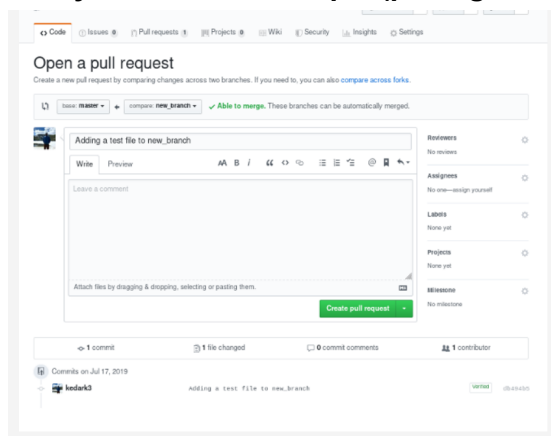 Code Issues 0 Pull requests 1 Projects 0 Wiki Security Insights Settings
Open a pull request
Create a new pull request by comparing changes across two branches. If you need to, you can also compare across forks.
base: master compare: new_branch ✓ Able to merge. These branches can be automatically merged.
Adding a test file to new_branch
Write Preview AA B i
Leave a comment
Attach files by dragging & dropping, selecting or pasting them.
Create pull request
Reviewers
No reviews
Assignees
No one—assign yourself
Labels
None yet
Projects
None yet
Milestone
No milestone
1 commit 1 file changed 0 commit comments 1 contributor
Commits on Jul 17, 2019
kedark3 Adding a test file to new_branch Verified